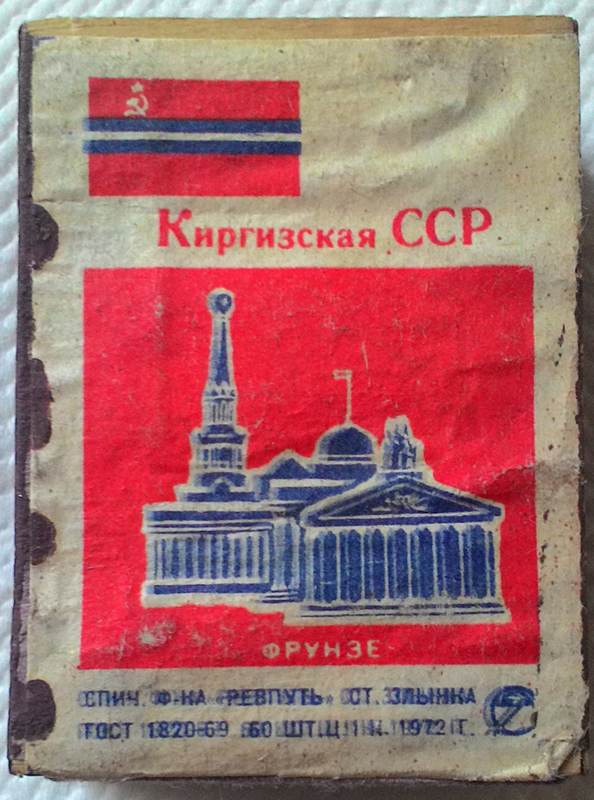 Киргизская ССР
ФРУНЗЕ
СПИЧ. Ф-КА «РЕВПУТЬ» СТ. ЗЛЫНКА
ГОСТ 1820-69 60 ШТ. Ц. 1 К. 1972 Г.